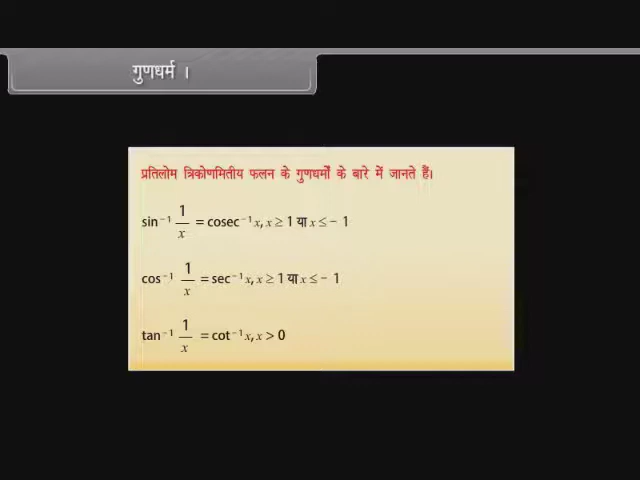 गुणधर्म ।
प्रतिलोम त्रिकोणमितीय फलन के गुणधर्मों के बारे में जानते हैं।
sin⁻¹ 1/x = cosec⁻¹x, x ≥ 1 या x ≤ − 1
cos⁻¹ 1/x = sec⁻¹x, x ≥ 1 या x ≤ − 1
tan⁻¹ 1/x = cot⁻¹x, x > 0